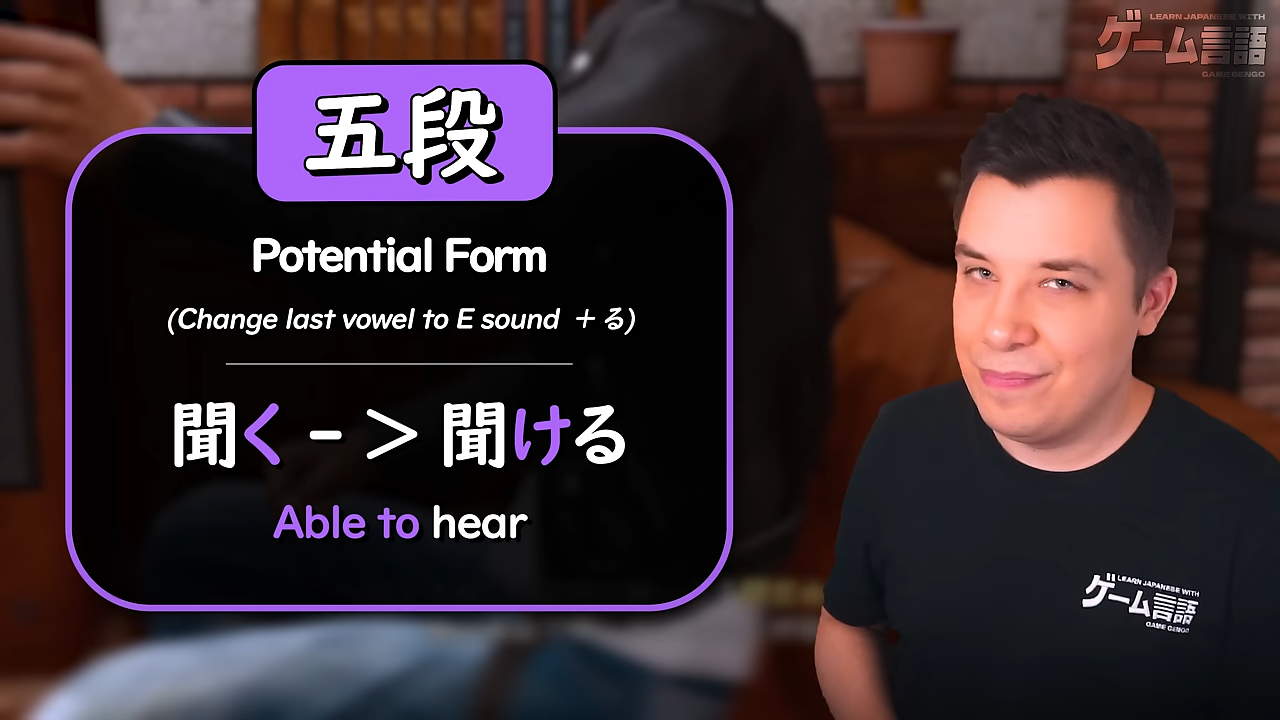 五段
Potential Form
(Change last vowel to E sound ＋る)
聞く -> 聞ける
Able to hear
LEARN JAPANESE WITH
ゲーム言語
GAME GENGO
LEARN JAPANESE WITH
ゲーム言語
GAME GENGO